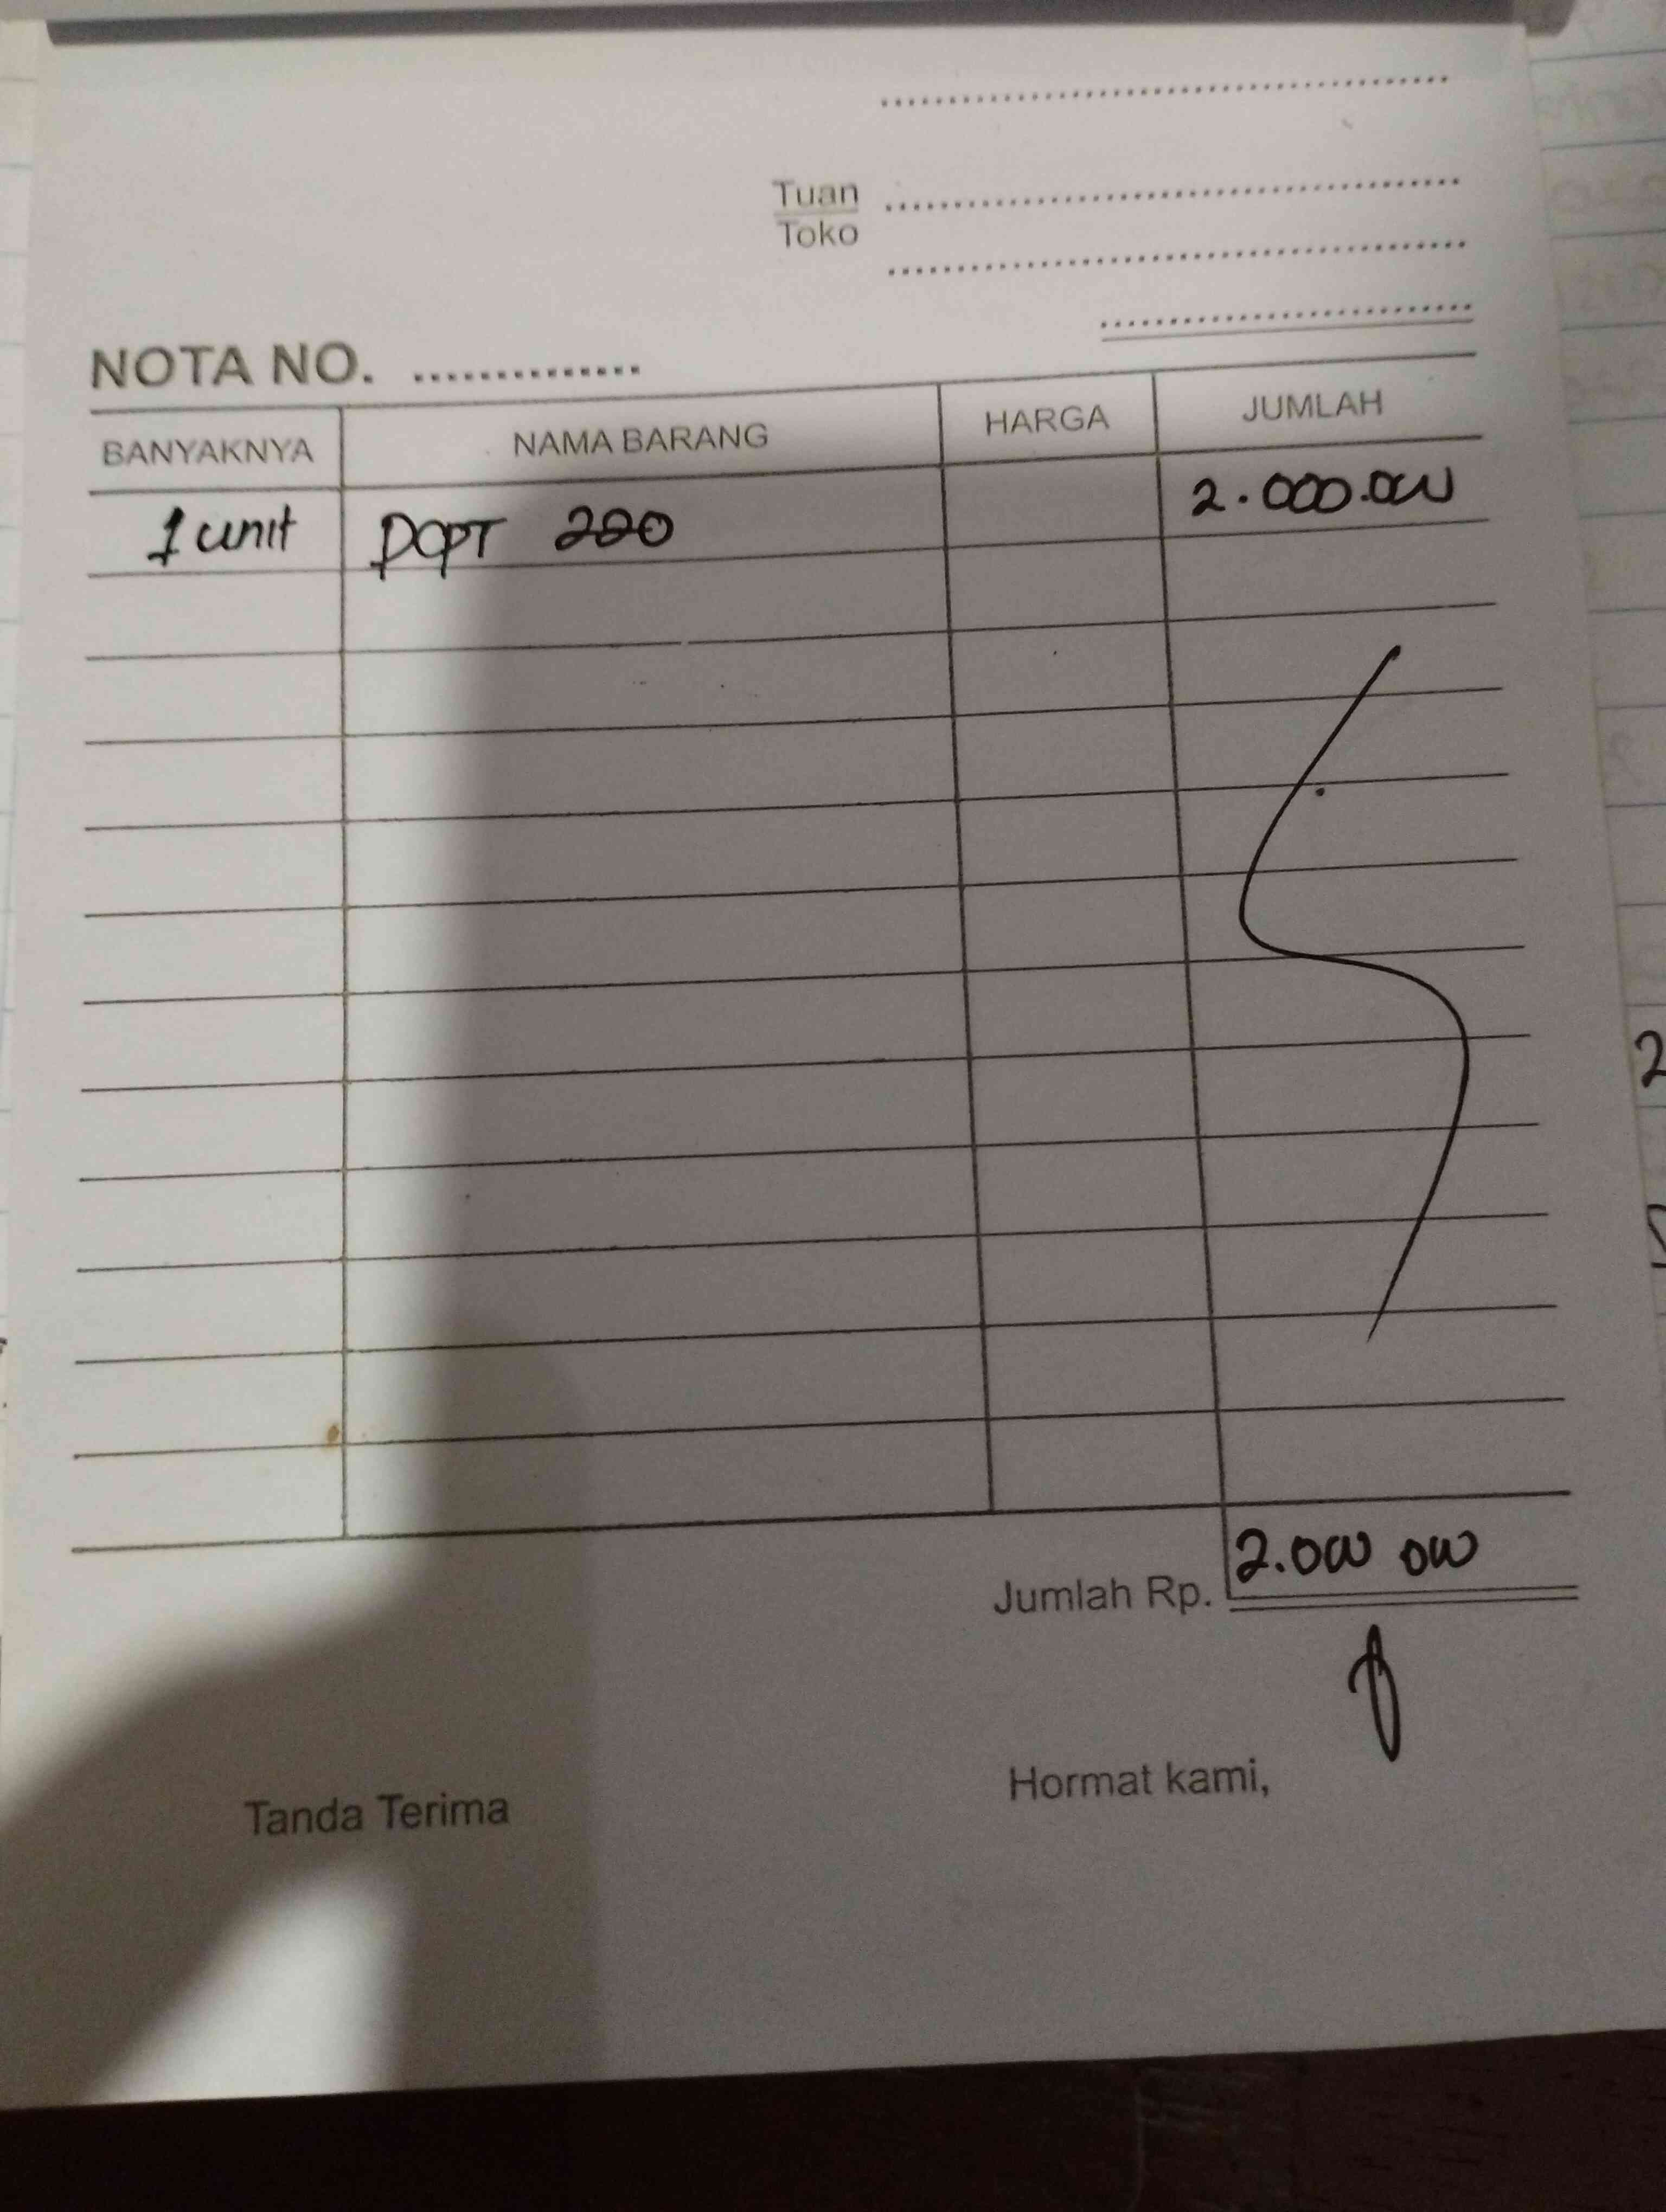 Tuan
Toko
NOTA NO. ..............
BANYAKNYA NAMA BARANG HARGA JUMLAH
1 unit DCPT 220 2.000.000
Jumlah Rp. 2.000 000
Tanda Terima Hormat kami,